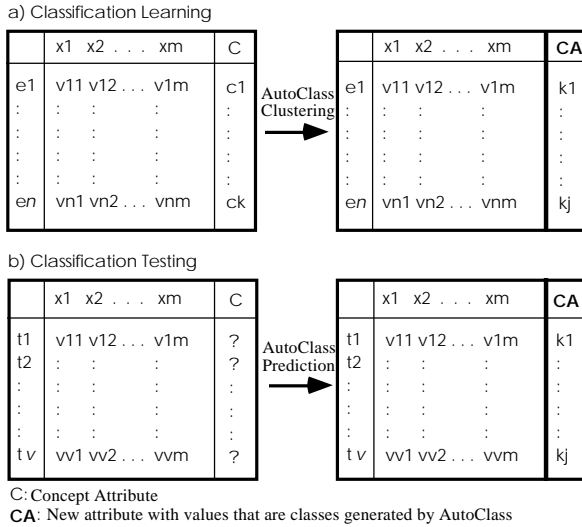 a) Classification Learning
x1 x2 . . . xm C x1 x2 . . . xm CA
e1 v11 v12 . . . v1m c1 AutoClass e1 v11 v12 . . . v1m k1
: : : : : Clustering : : : : :
: : : : : : : : : :
: : : : : : : : : :
: : : : : : : : : :
en vn1 vn2 . . . vnm ck en vn1 vn2 . . . vnm kj
b) Classification Testing
x1 x2 . . . xm C x1 x2 . . . xm CA
t1 v11 v12 . . . v1m ? AutoClass t1 v11 v12 . . . v1m k1
t2 : : : ? Prediction t2 : : : :
: : : : : : : : : :
: : : : : : : : : :
: : : : : : : : : :
tv vv1 vv2 . . . vvm ? tv vv1 vv2 . . . vvm kj
C: Concept Attribute
CA: New attribute with values that are classes generated by AutoClass